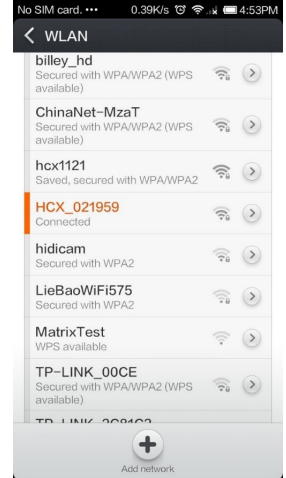 No SIM card. ••• 0.39K/s 4:53PM
WLAN
billey_hd
Secured with WPA/WPA2 (WPS
available)
ChinaNet-MzaT
Secured with WPA/WPA2 (WPS
available)
hcx1121
Saved, secured with WPA/WPA2
HCX_021959
Connected
hidicam
Secured with WPA2
LieBaoWiFi575
Secured with WPA2
MatrixTest
WPS available
TP-LINK_00CE
Secured with WPA/WPA2 (WPS
available)
Add network